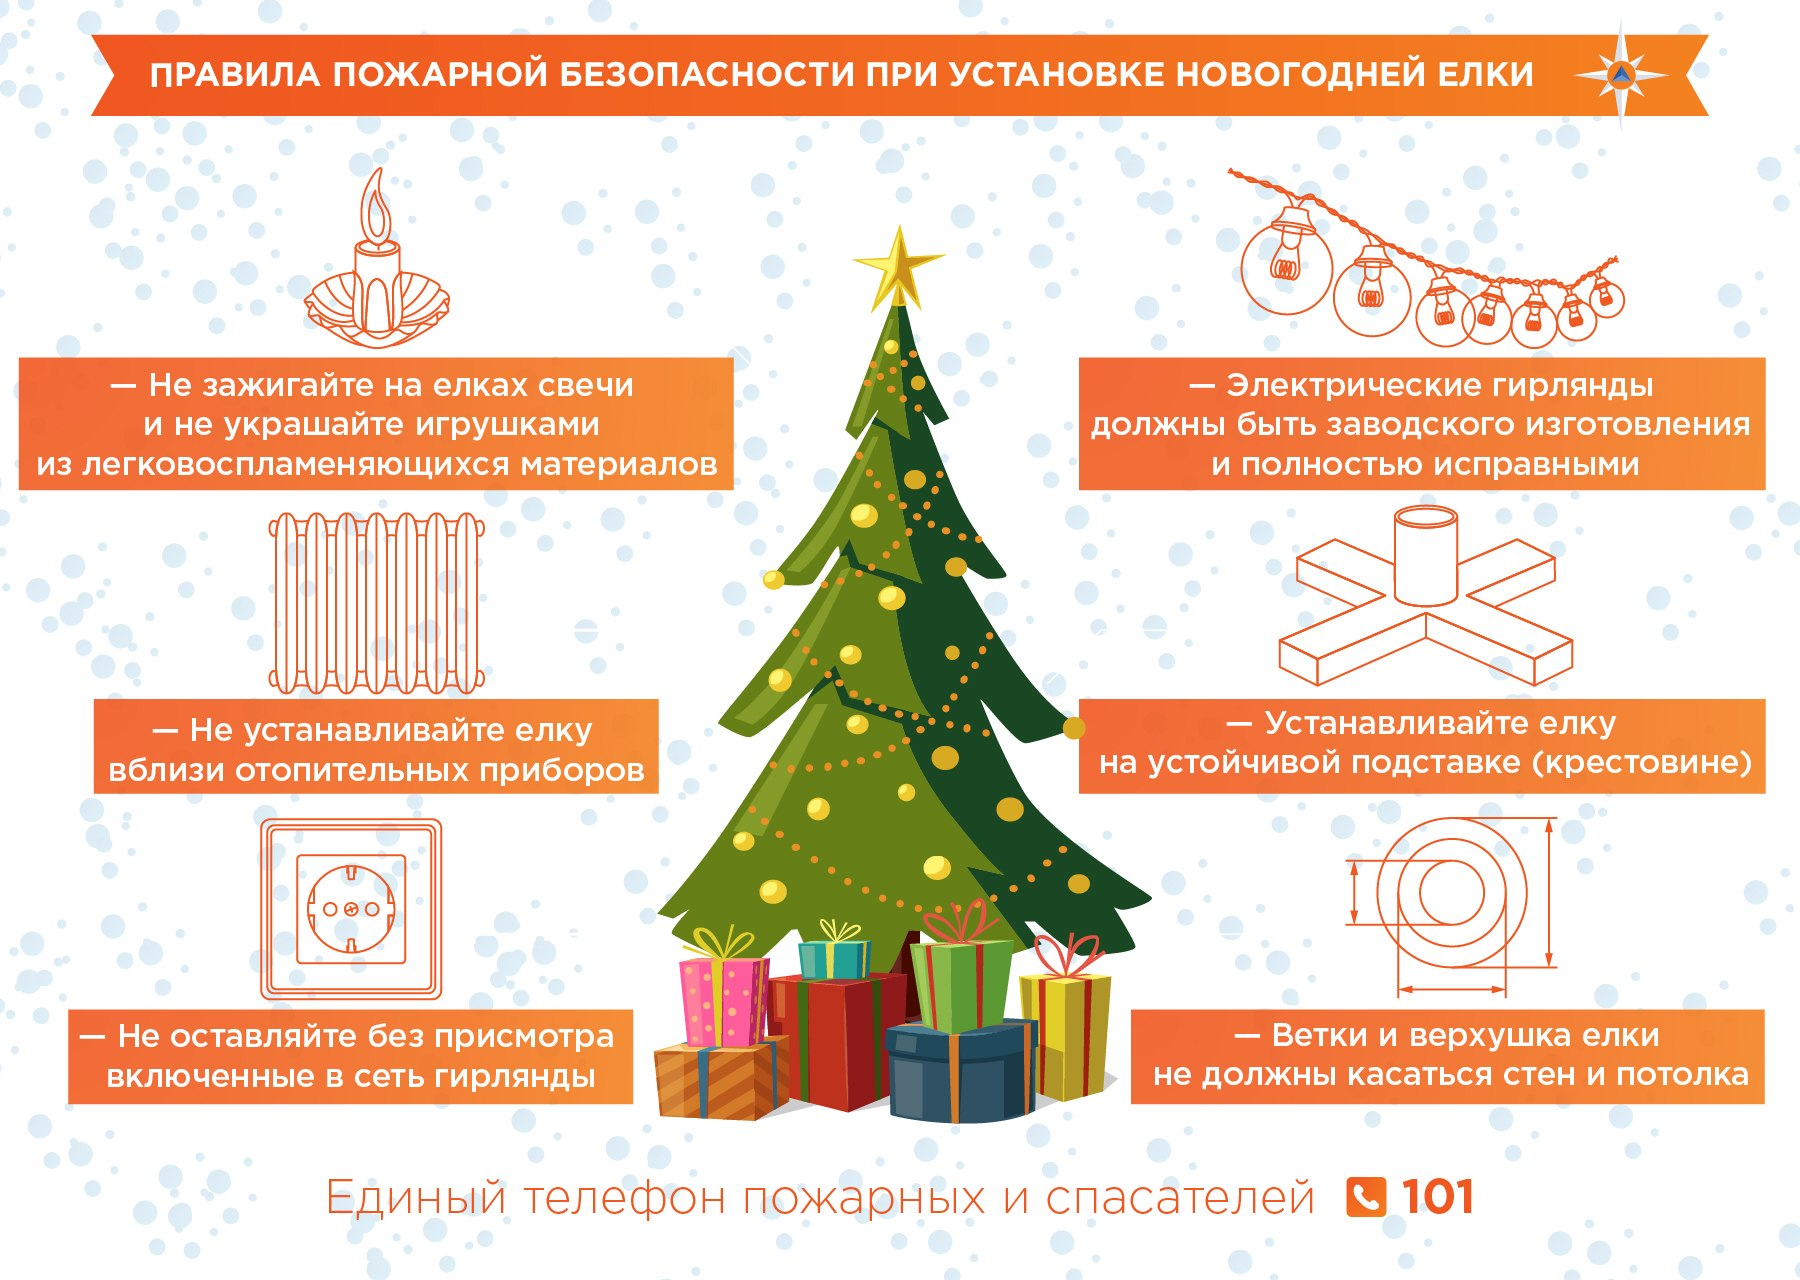 ПРАВИЛА ПОЖАРНОЙ БЕЗОПАСНОСТИ ПРИ УСТАНОВКЕ НОВОГОДНЕЙ ЕЛКИ
— Не зажигайте на елках свечи
и не украшайте игрушками
из легковоспламеняющихся материалов
— Не устанавливайте елку
вблизи отопительных приборов
— Не оставляйте без присмотра
включенные в сеть гирлянды
— Электрические гирлянды
должны быть заводского изготовления
и полностью исправными
— Устанавливайте елку
на устойчивой подставке (крестовине)
— Ветки и верхушка елки
не должны касаться стен и потолка
Единый телефон пожарных и спасателей 101